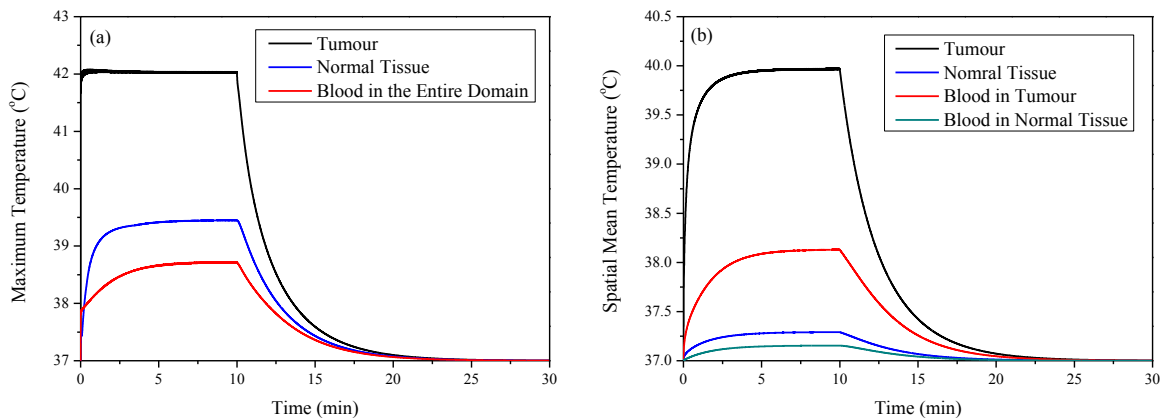 (a)
Tumour
Normal Tissue
Blood in the Entire Domain
Maximum Temperature (°C)
43
42
41
40
39
38
37
0
5
10
15
20
25
30
Time (min)
(b)
Tumour
Nomral Tissue
Blood in Tumour
Blood in Normal Tissue
Spatial Mean Temperature (°C)
40.5
40.0
39.5
39.0
38.5
38.0
37.5
37.0
0
5
10
15
20
25
30
Time (min)